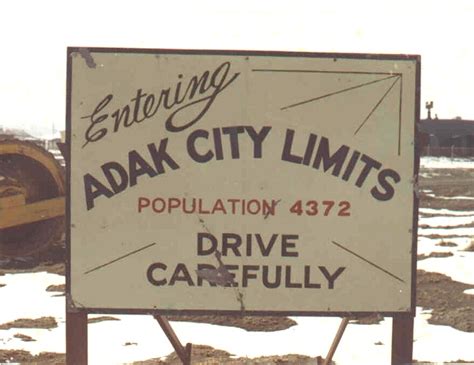 Entering
ADAK CITY LIMITS
POPULATION 4372
DRIVE
CAREFULLY